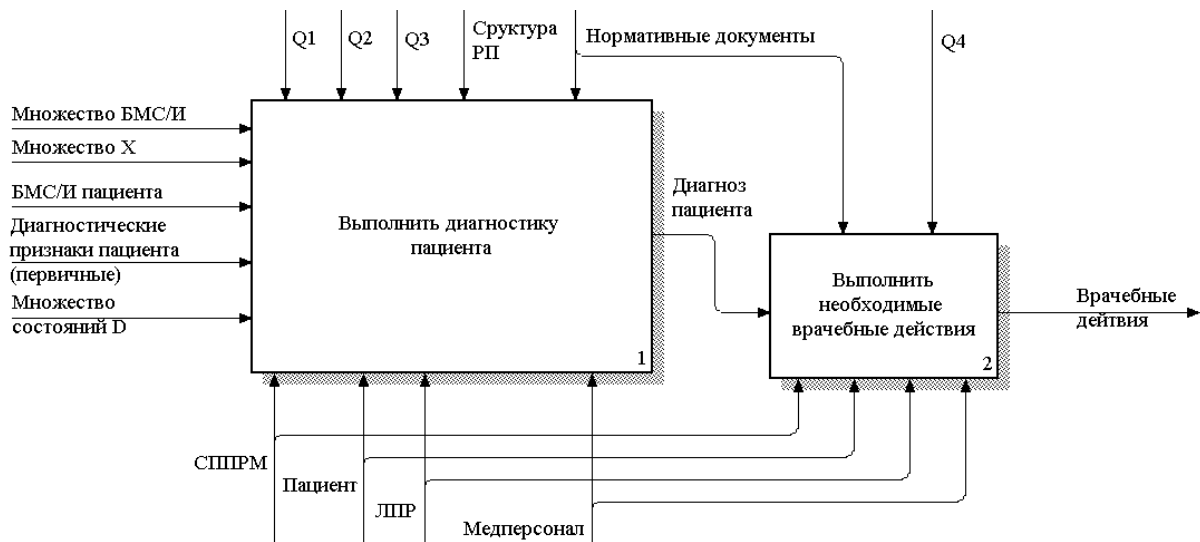 Q1
Q2
Q3
Сруктура
РП
Нормативные документы
Q4
Множество БМС/И
Множество X
БМС/И пациента
Диагностические
признаки пациента
(первичные)
Множество
состояний D
Выполнить диагностику
пациента
1
Диагноз
пациента
Выполнить
необходимые
врачебные действия
2
Врачебные
дейтвия
СППРМ
Пациент
ЛПР
Медперсонал